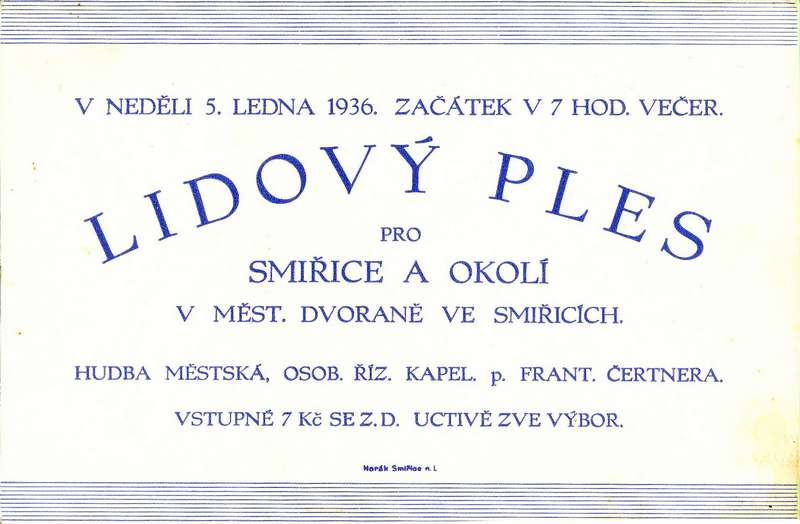 V NEDĚLI 5. LEDNA 1936. ZAČÁTEK V 7 HOD. VEČER.
LIDOVÝ PLES
PRO
SMIŘICE A OKOLÍ
V MĚST. DVORANĚ VE SMIŘICÍCH.
HUDBA MĚSTSKÁ, OSOB. ŘÍZ. KAPEL. p. FRANT. ČERTNERA.
VSTUPNÉ 7 Kč SE Z. D. UCTIVĚ ZVE VÝBOR.
Smiřice n. L